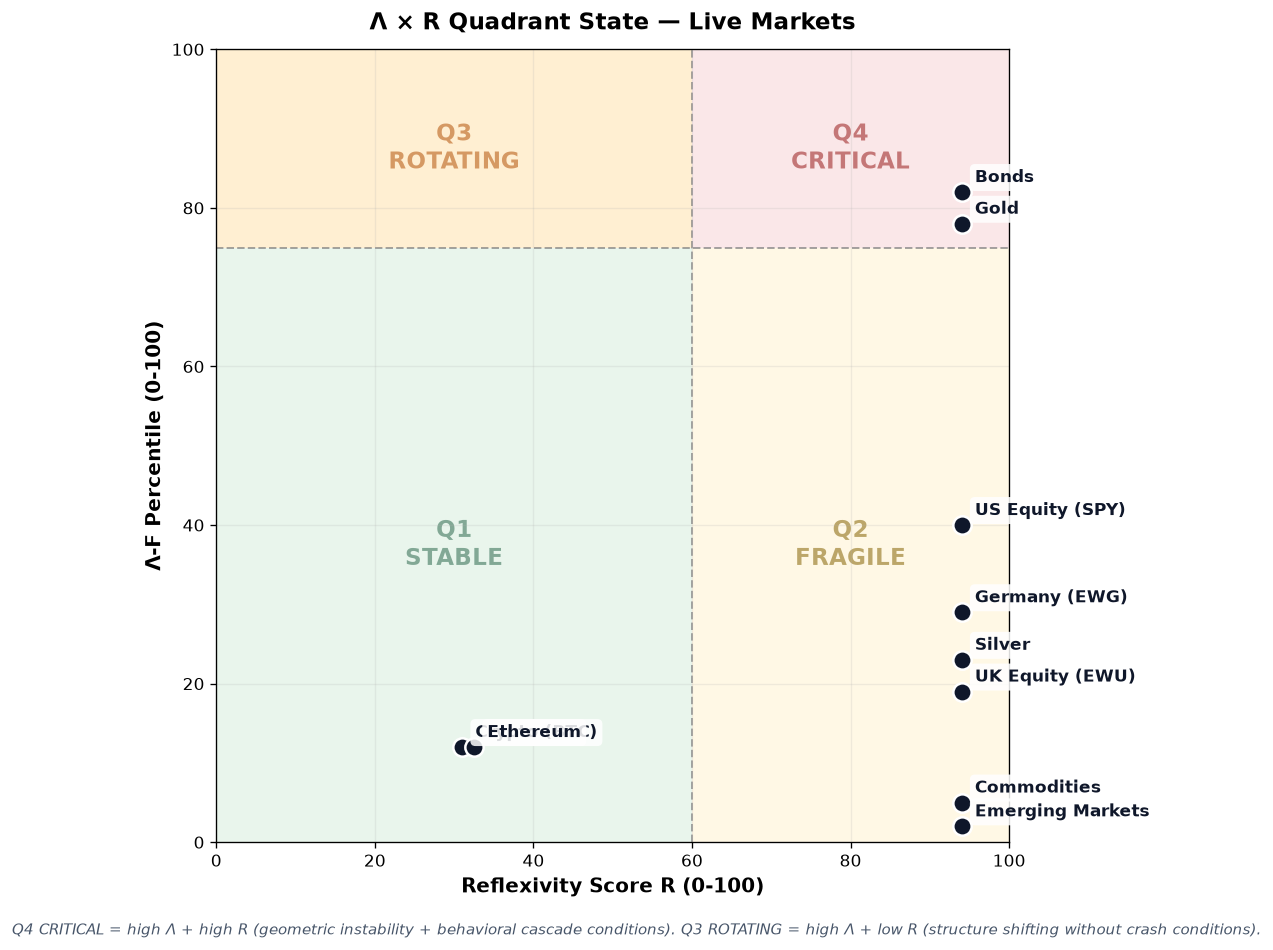 Λ × R Quadrant State — Live Markets
100
80
60
40
20
0
Λ-F Percentile (0-100)
Q3
ROTATING
Q4
CRITICAL
Bonds
Gold
Q1
STABLE
Q2
FRAGILE
US Equity (SPY)
Germany (EWG)
Silver
UK Equity (EWU)
Ethereum
Commodities
Emerging Markets
0
20
40
60
80
100
Reflexivity Score R (0-100)
Q4 CRITICAL = high Λ + high R (geometric instability + behavioral cascade conditions). Q3 ROTATING = high Λ + low R (structure shifting without crash conditions).